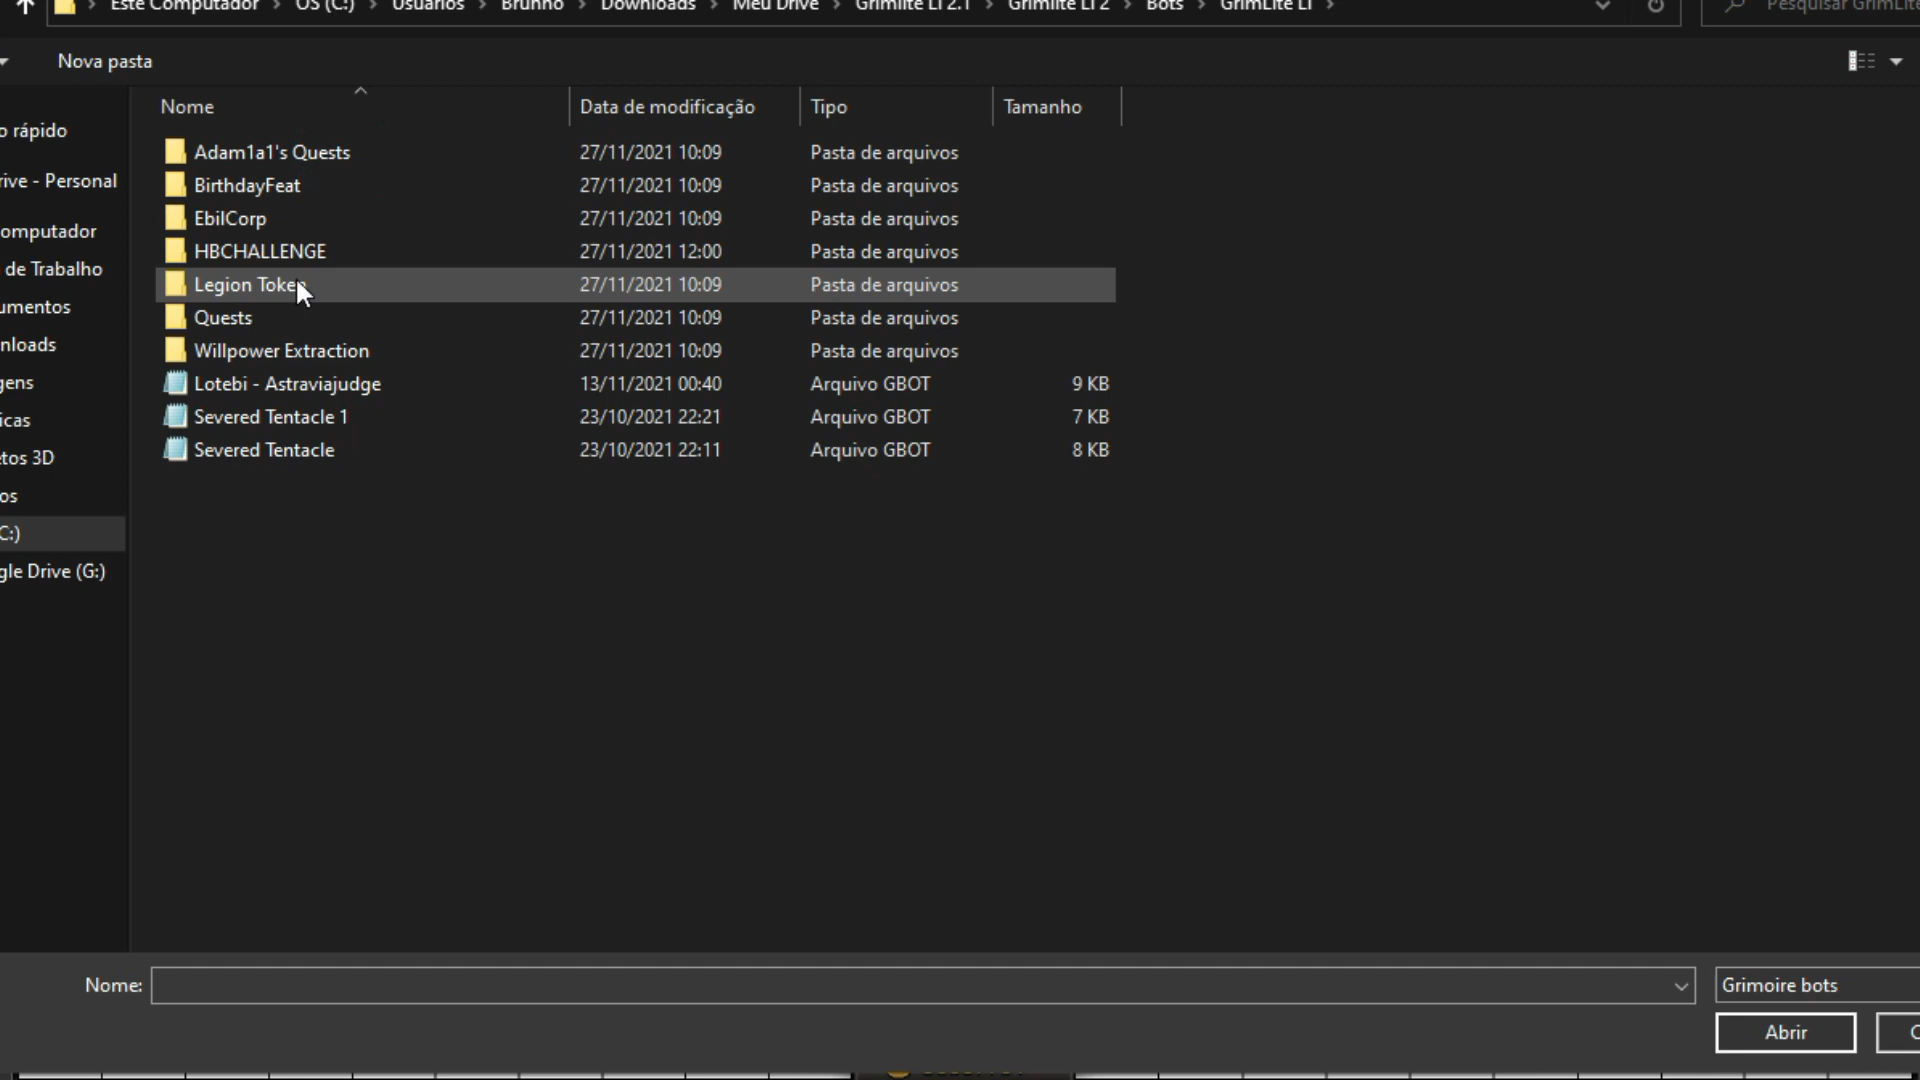 Este Computador > OS (C:) > Usuários > Brunno > Downloads > Meu Drive > Grimlite LI 2.1 > Grimlite LI 2 > Bots > GrimLite LI >
Pesquisar GrimLite
Nova pasta
Nome Data de modificação Tipo Tamanho
Adam1a1's Quests 27/11/2021 10:09 Pasta de arquivos
BirthdayFeat 27/11/2021 10:09 Pasta de arquivos
EbilCorp 27/11/2021 10:09 Pasta de arquivos
HBCHALLENGE 27/11/2021 12:00 Pasta de arquivos
Legion Token 27/11/2021 10:09 Pasta de arquivos
Quests 27/11/2021 10:09 Pasta de arquivos
Willpower Extraction 27/11/2021 10:09 Pasta de arquivos
Lotebi - Astraviajudge 13/11/2021 00:40 Arquivo GBOT 9 KB
Severed Tentacle 1 23/10/2021 22:21 Arquivo GBOT 7 KB
Severed Tentacle 23/10/2021 22:11 Arquivo GBOT 8 KB
o rápido
rive - Personal
omputador
de Trabalho
umentos
nloads
gens
icas
etos 3D
os
C:)
gle Drive (G:)
Nome:
Grimoire bots
Abrir
C